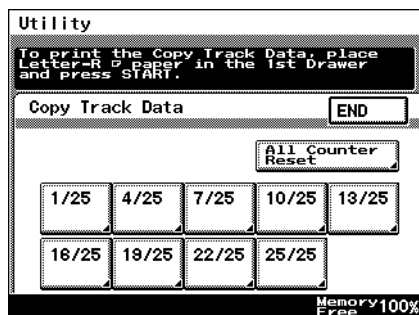 Utility
To print the Copy Track Data, place
Letter-R paper in the 1st Drawer
and press START.
Copy Track Data
END
All Counter
Reset
1/25 4/25 7/25 10/25 13/25
16/25 19/25 22/25 25/25
Memory 100%
Free